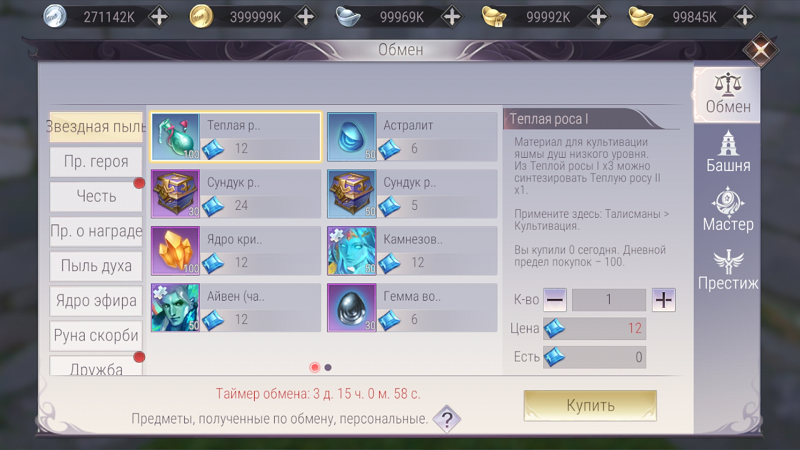 271142K
399999K
99969K
99992K
99845K
Обмен
Звездная пыль
Пр. героя
Честь
Пр. о награде
Пыль духа
Ядро эфира
Руна скорби
Дружба
Теплая р..
100
12
Астралит
50
6
Сундук р..
30
24
Сундук р..
50
5
Ядро кри..
100
12
Камнезов..
50
12
Айвен (ча..
50
12
Гемма во..
30
6
Теплая роса I
Материал для культивации
яшмы душ низкого уровня.
Из Теплой росы I x3 можно
синтезировать Теплую росу II
x1.
Примените здесь: Талисманы >
Культивация.
Вы купили 0 сегодня. Дневной
предел покупок – 100.
К-во
1
Цена
12
Есть
0
Купить
Обмен
Башня
Мастер
Престиж
Таймер обмена: 3 д. 15 ч. 0 м. 58 с.
Предметы, полученные по обмену, персональные. ?